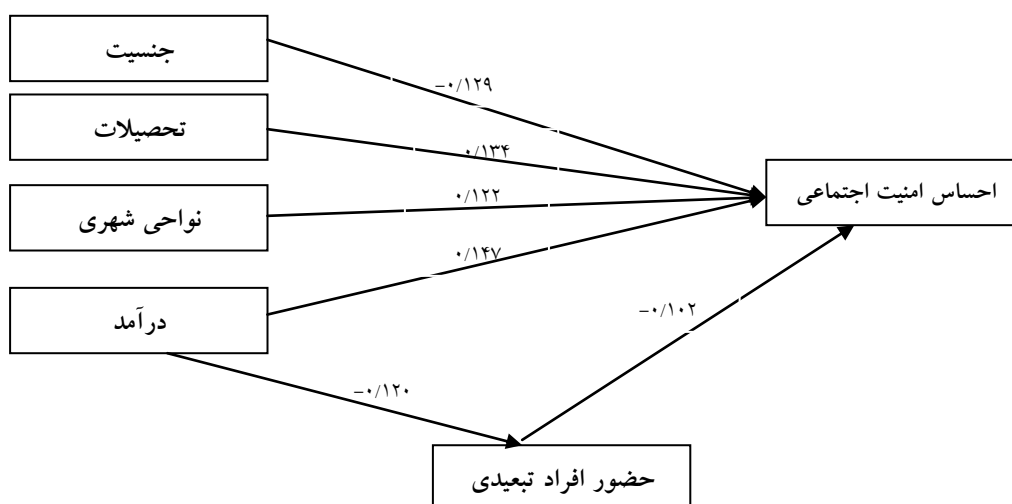 جنسیت
-۰/۱۲۹
تحصیلات
۰/۱۳۴
احساس امنیت اجتماعی
نواحی شهری
۰/۱۲۲
۰/۱۴۷
درآمد
-۰/۱۰۲
-۰/۱۲۰
حضور افراد تبعیدی